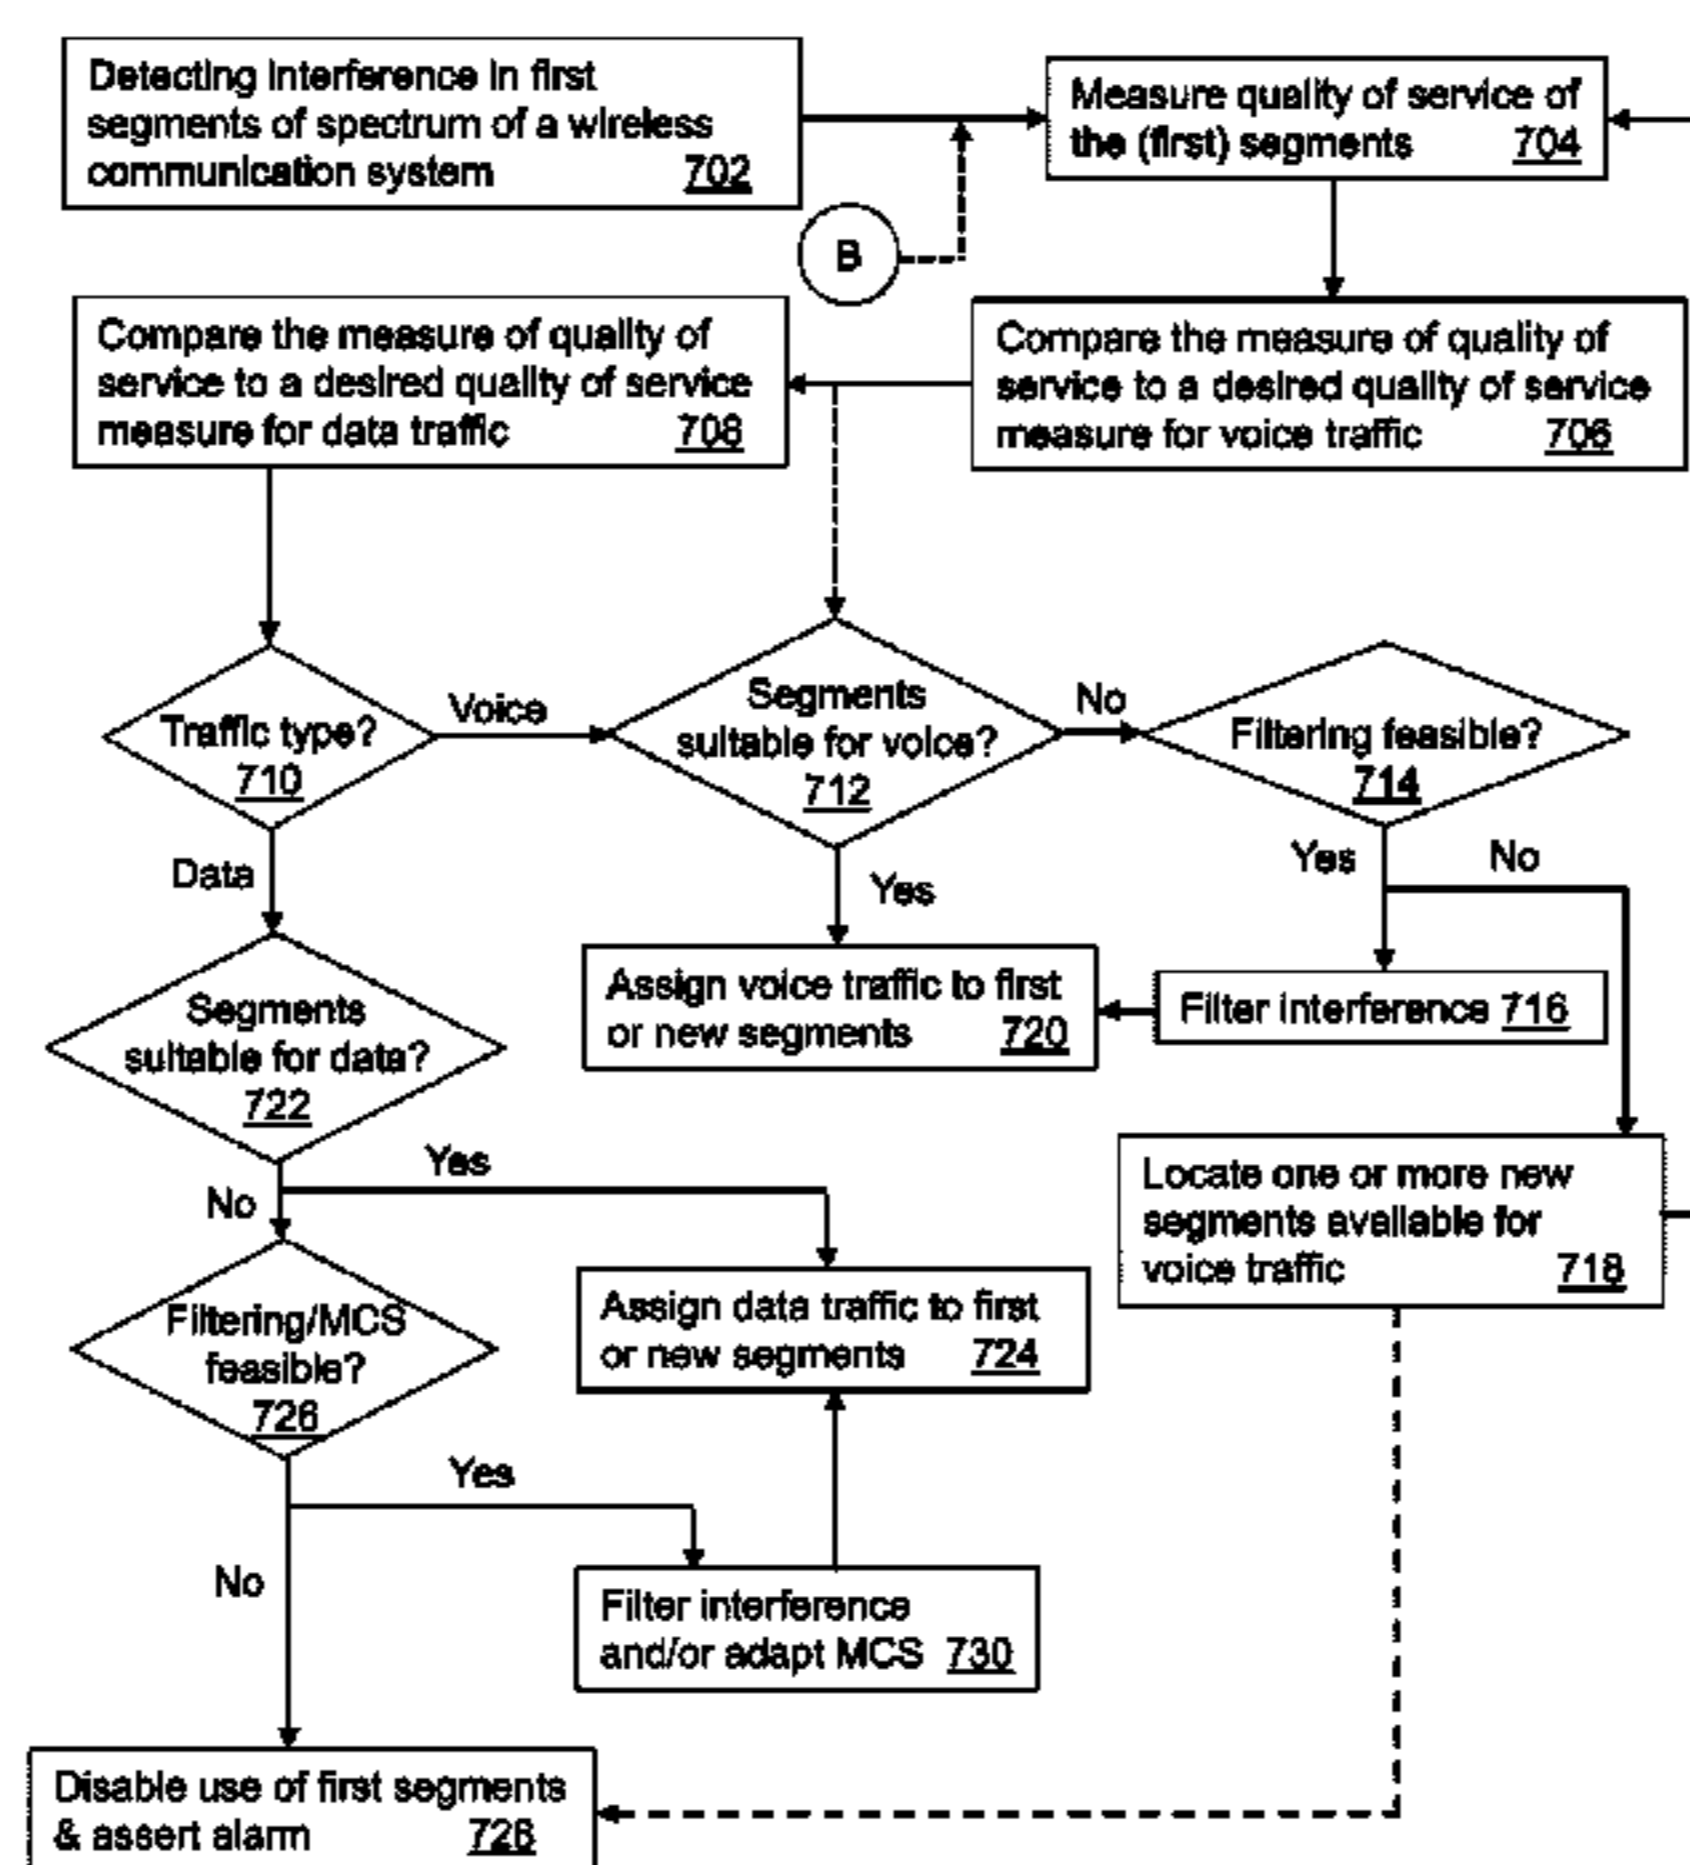 Detecting interference in first
segments of spectrum of a wireless
communication system 702
Measure quality of service of
the (first) segments 704
B
Compare the measure of quality of
service to a desired quality of service
measure for data traffic 708
Compare the measure of quality of
service to a desired quality of service
measure for voice traffic 706
Traffic type?
710
Voice
Segments
suitable for voice?
712
No
Filtering feasible?
714
Data
Yes
Yes
No
Assign voice traffic to first
or new segments 720
Filter interference 716
Segments
suitable for data?
722
Yes
No
Locate one or more new
segments available for
voice traffic 718
Filtering/MCS
feasible?
726
Assign data traffic to first
or new segments 724
Yes
No
Filter interference
and/or adapt MCS 730
Disable use of first segments
& assert alarm 728